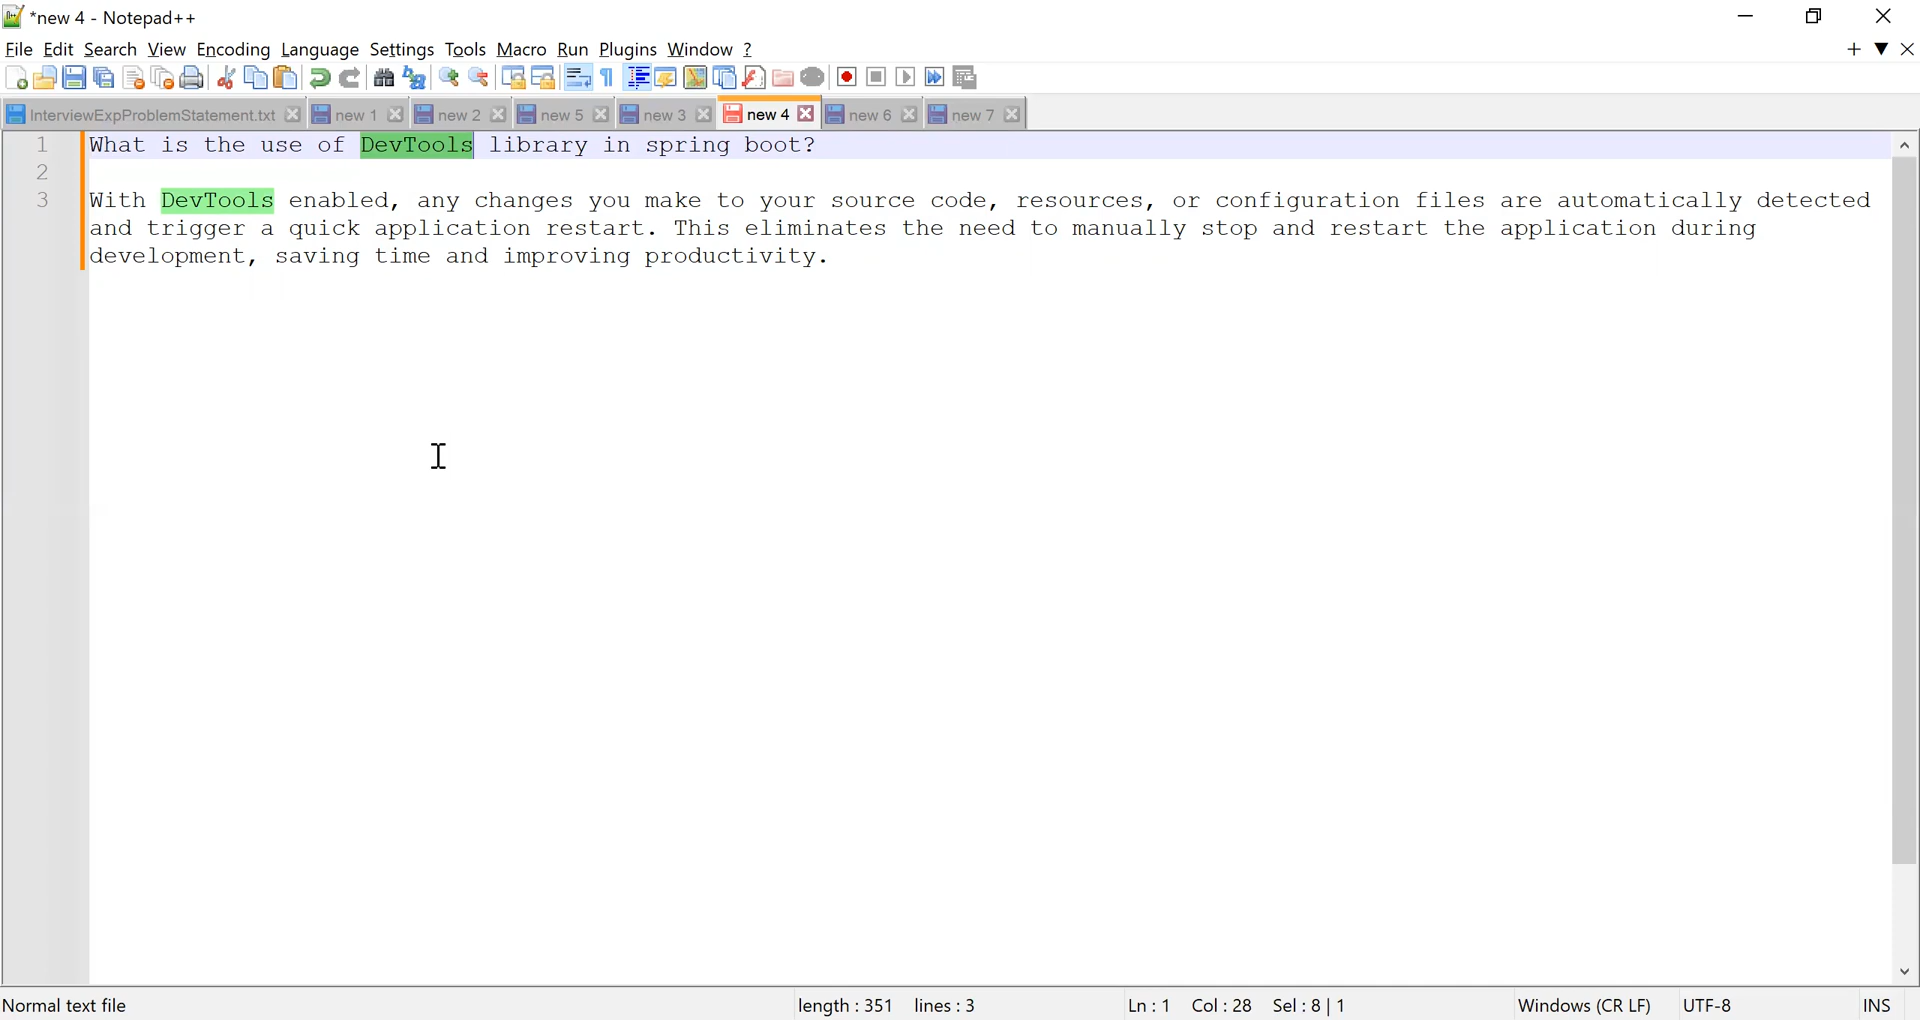 *new 4 - Notepad++
File Edit Search View Encoding Language Settings Tools Macro Run Plugins Window ?
InterviewExpProblemStatement.txt new 1 new 2 new 5 new 3 new 4 new 6 new 7
1 What is the use of DevTools library in spring boot?
2
3 With DevTools enabled, any changes you make to your source code, resources, or configuration files are automatically detected
and trigger a quick application restart. This eliminates the need to manually stop and restart the application during
development, saving time and improving productivity.
Normal text file length : 351 lines : 3 Ln : 1 Col : 28 Sel : 8 | 1 Windows (CR LF) UTF-8 INS